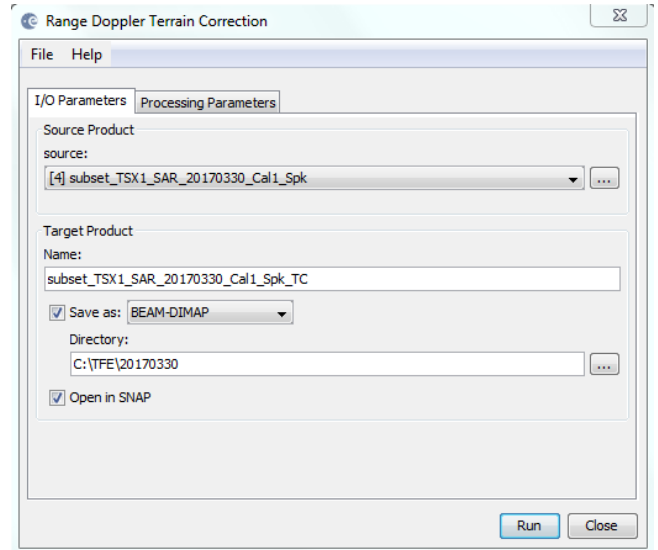 Range Doppler Terrain Correction
File Help
I/O Parameters Processing Parameters
Source Product
source:
[4] subset_TSX1_SAR_20170330_Cal1_Spk
...
Target Product
Name:
subset_TSX1_SAR_20170330_Cal1_Spk_TC
Save as: BEAM-DIMAP
Directory:
C:\TFE\20170330
...
Open in SNAP
Run Close